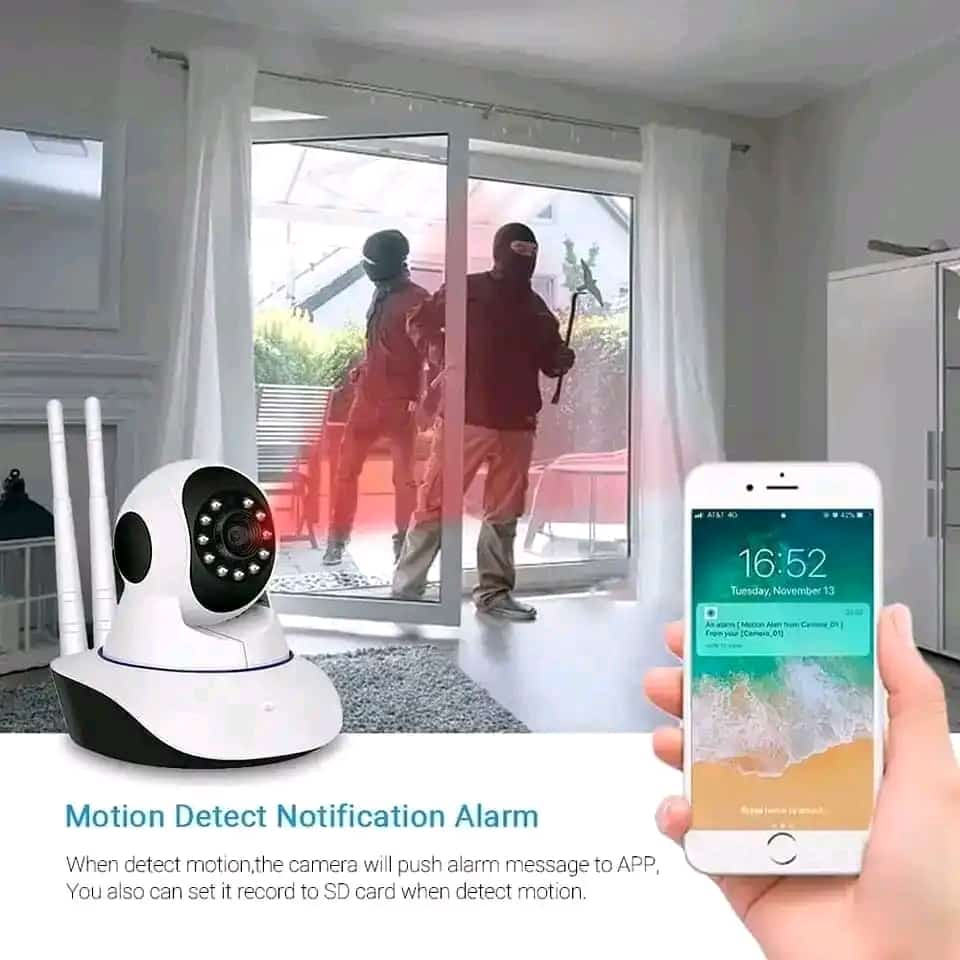 AT&T 4G
42%
16:52
Tuesday, November 13
An alarm [ Motion Alert from Camera_01 ]
From your [Camera_01]
Press home to unlock
Motion Detect Notification Alarm
When detect motion,the camera will push alarm message to APP,
You also can set it record to SD card when detect motion.